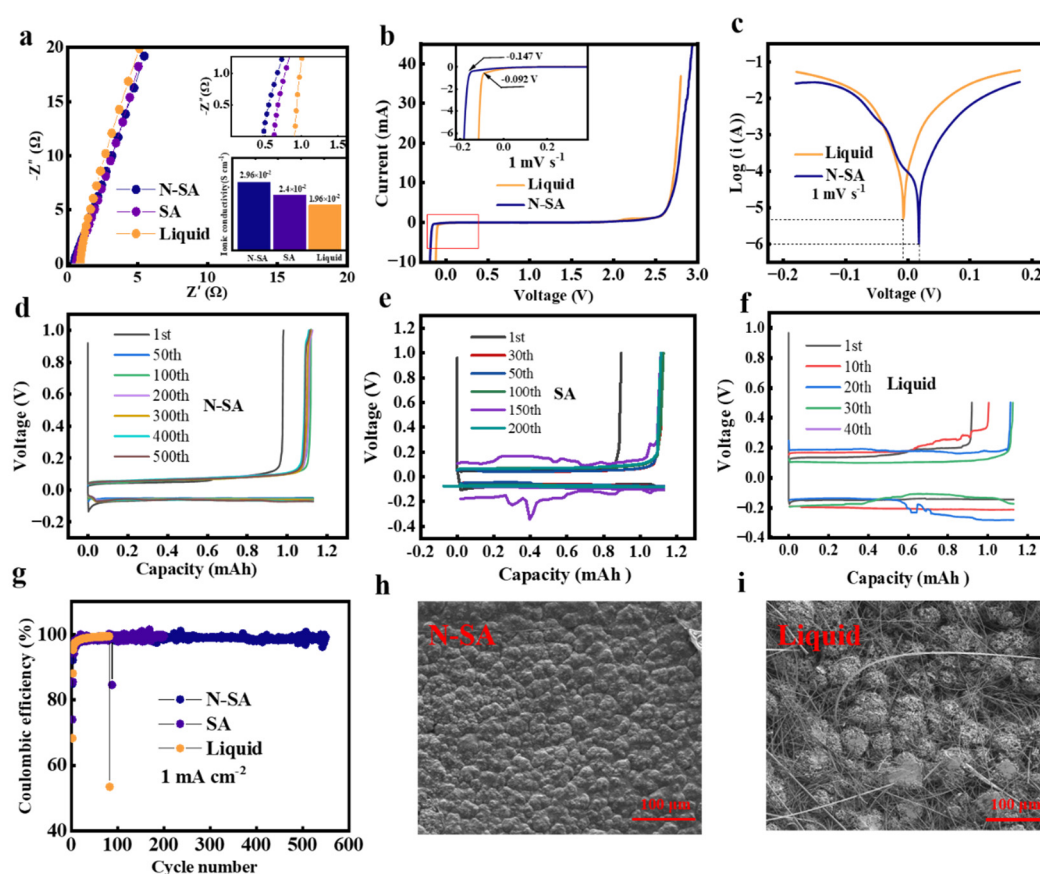 a
-Z'' (Ω)
20
15
10
5
0
N-SA
SA
Liquid
-Z'' (Ω)
1.0
0.5
0.5
1.0
1.5
Ionic conductivity(S cm⁻¹)
2.96×10⁻²
2.4×10⁻²
1.96×10⁻²
N-SA
SA
Liquid
0
5
10
15
20
Z' (Ω)
b
Current (mA)
40
30
20
10
0
-10
0
-2
-4
-6
-0.147 V
-0.092 V
-0.2
0.0
0.2
0.4
1 mV s⁻¹
Liquid
N-SA
0.0
0.5
1.0
1.5
2.0
2.5
3.0
Voltage (V)
c
Log (i (A))
-1
-2
-3
-4
-5
-6
Liquid
N-SA
1 mV s⁻¹
-0.2
-0.1
0.0
0.1
0.2
Voltage (V)
d
Voltage (V)
1.0
0.8
0.6
0.4
0.2
0.0
-0.2
1st
50th
100th
200th
300th
400th
500th
N-SA
0.0
0.2
0.4
0.6
0.8
1.0
1.2
Capacity (mAh)
e
Voltage (V)
1.2
1.0
0.8
0.6
0.4
0.2
0.0
-0.2
-0.4
1st
30th
50th
100th
150th
200th
SA
-0.2
0.0
0.2
0.4
0.6
0.8
1.0
1.2
Capacity (mAh )
f
Voltage (V)
1.0
0.8
0.6
0.4
0.2
0.0
-0.2
-0.4
1st
10th
20th
30th
40th
Liquid
0.0
0.2
0.4
0.6
0.8
1.0
1.2
Capacity (mAh )
g
Coulombic efficiency (%)
100
80
60
40
N-SA
SA
Liquid
1 mA cm⁻²
0
100
200
300
400
500
600
Cycle number
h
N-SA
100 μm
i
Liquid
100 μm